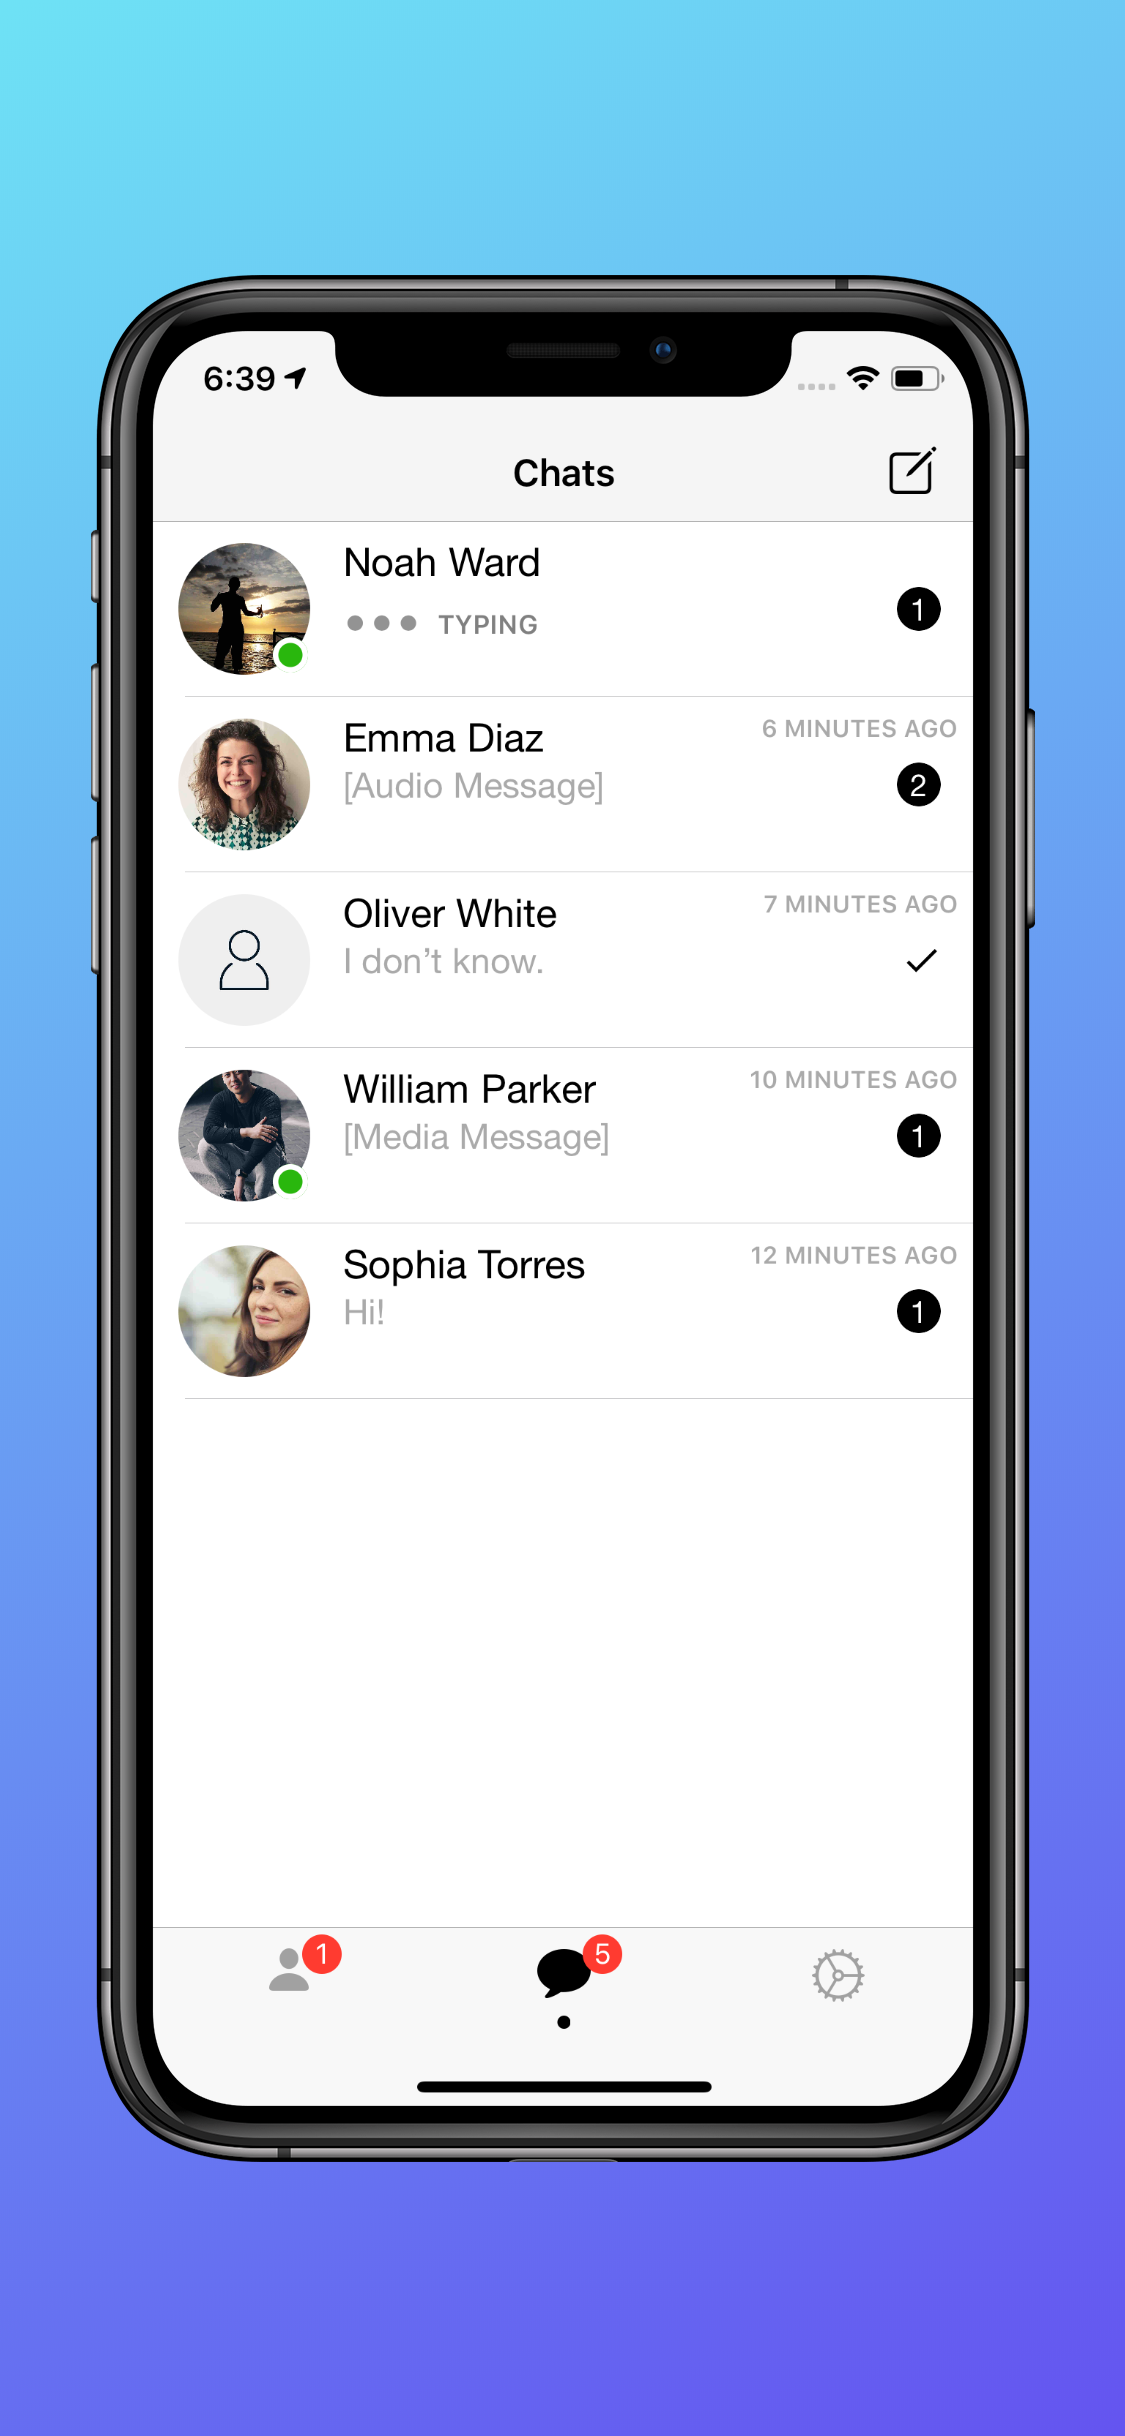 6:39
Chats
Noah Ward
TYPING
1
Emma Diaz
6 MINUTES AGO
[Audio Message]
2
Oliver White
7 MINUTES AGO
I don’t know.
William Parker
10 MINUTES AGO
[Media Message]
1
Sophia Torres
12 MINUTES AGO
Hi!
1
1
5